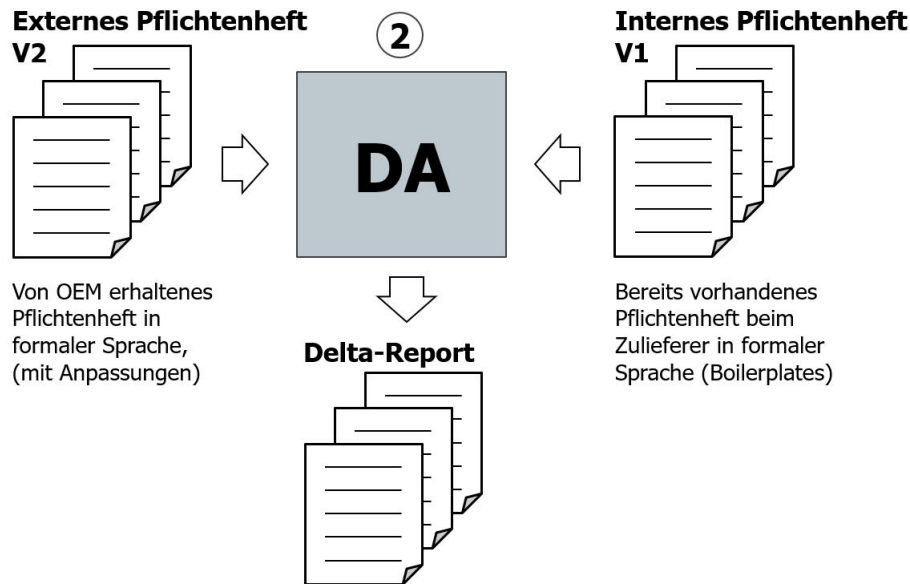 Externes Pflichtenheft
V2
2
Internes Pflichtenheft
V1
DA
Von OEM erhaltenes
Pflichtenheft in
formaler Sprache,
(mit Anpassungen)
Bereits vorhandenes
Pflichtenheft beim
Zulieferer in formaler
Sprache (Boilerplates)
Delta-Report